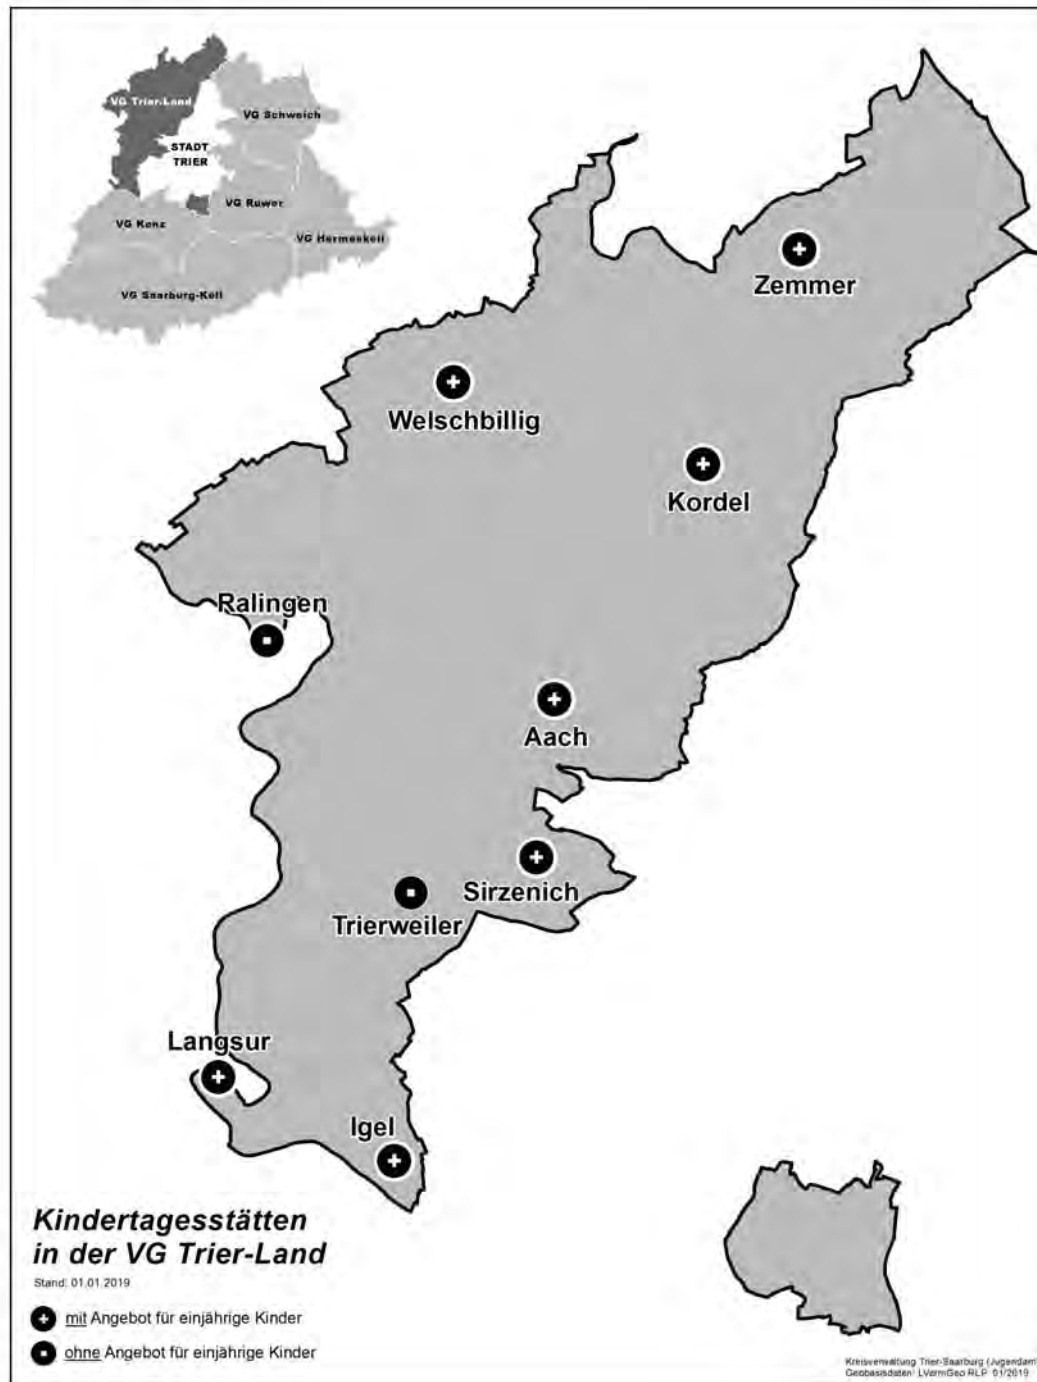 VG Trier-Land
VG Schweich
STADT
TRIER
VG Ruwer
VG Konz
VG Hermeskeil
VG Saarburg-Kell
Zemmer
Welschbillig
Kordel
Ralingen
Aach
Sirzenich
Trierweiler
Langsur
Igel
Kindertagesstätten
in der VG Trier-Land
Stand: 01.01.2019
mit Angebot für einjährige Kinder
ohne Angebot für einjährige Kinder
Kreisverwaltung Trier-Saarburg (Jugendamt)
Geobasisdaten: LVermGeo RLP 01/2019